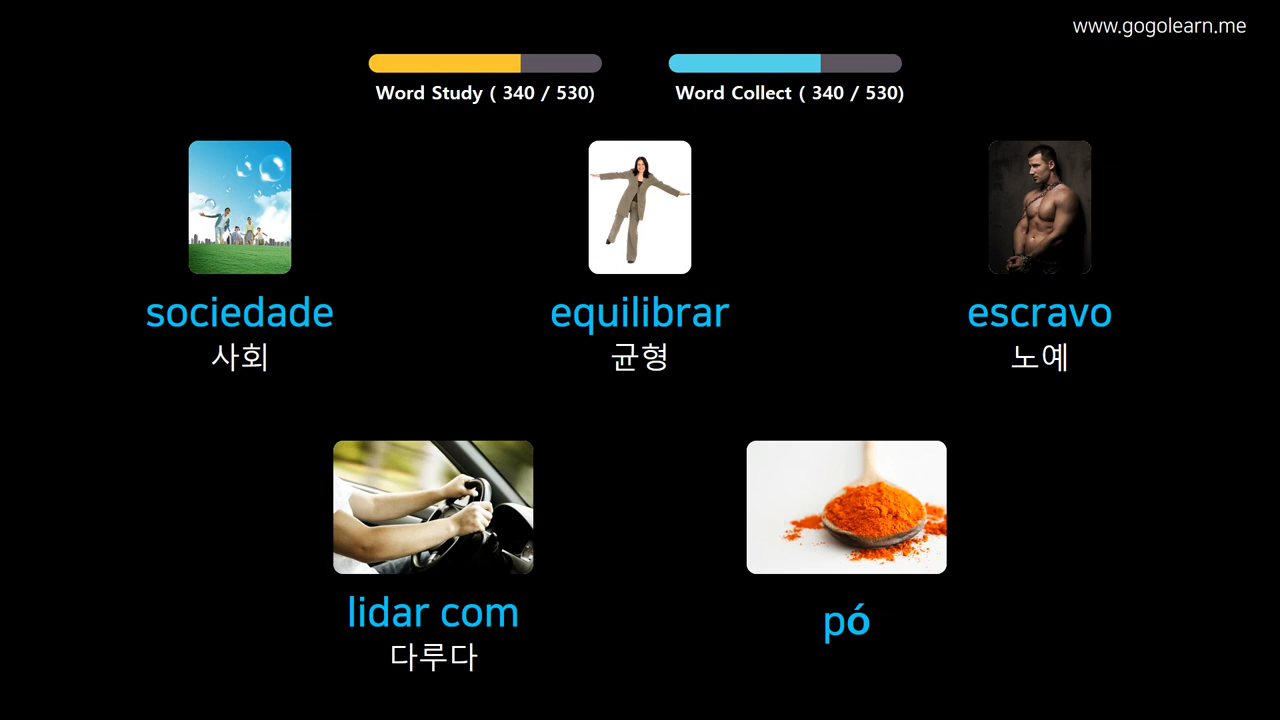 www.gogolearn.me
Word Study ( 340 / 530)
Word Collect ( 340 / 530)
sociedade
사회
equilibrar
균형
escravo
노예
lidar com
다루다
pó